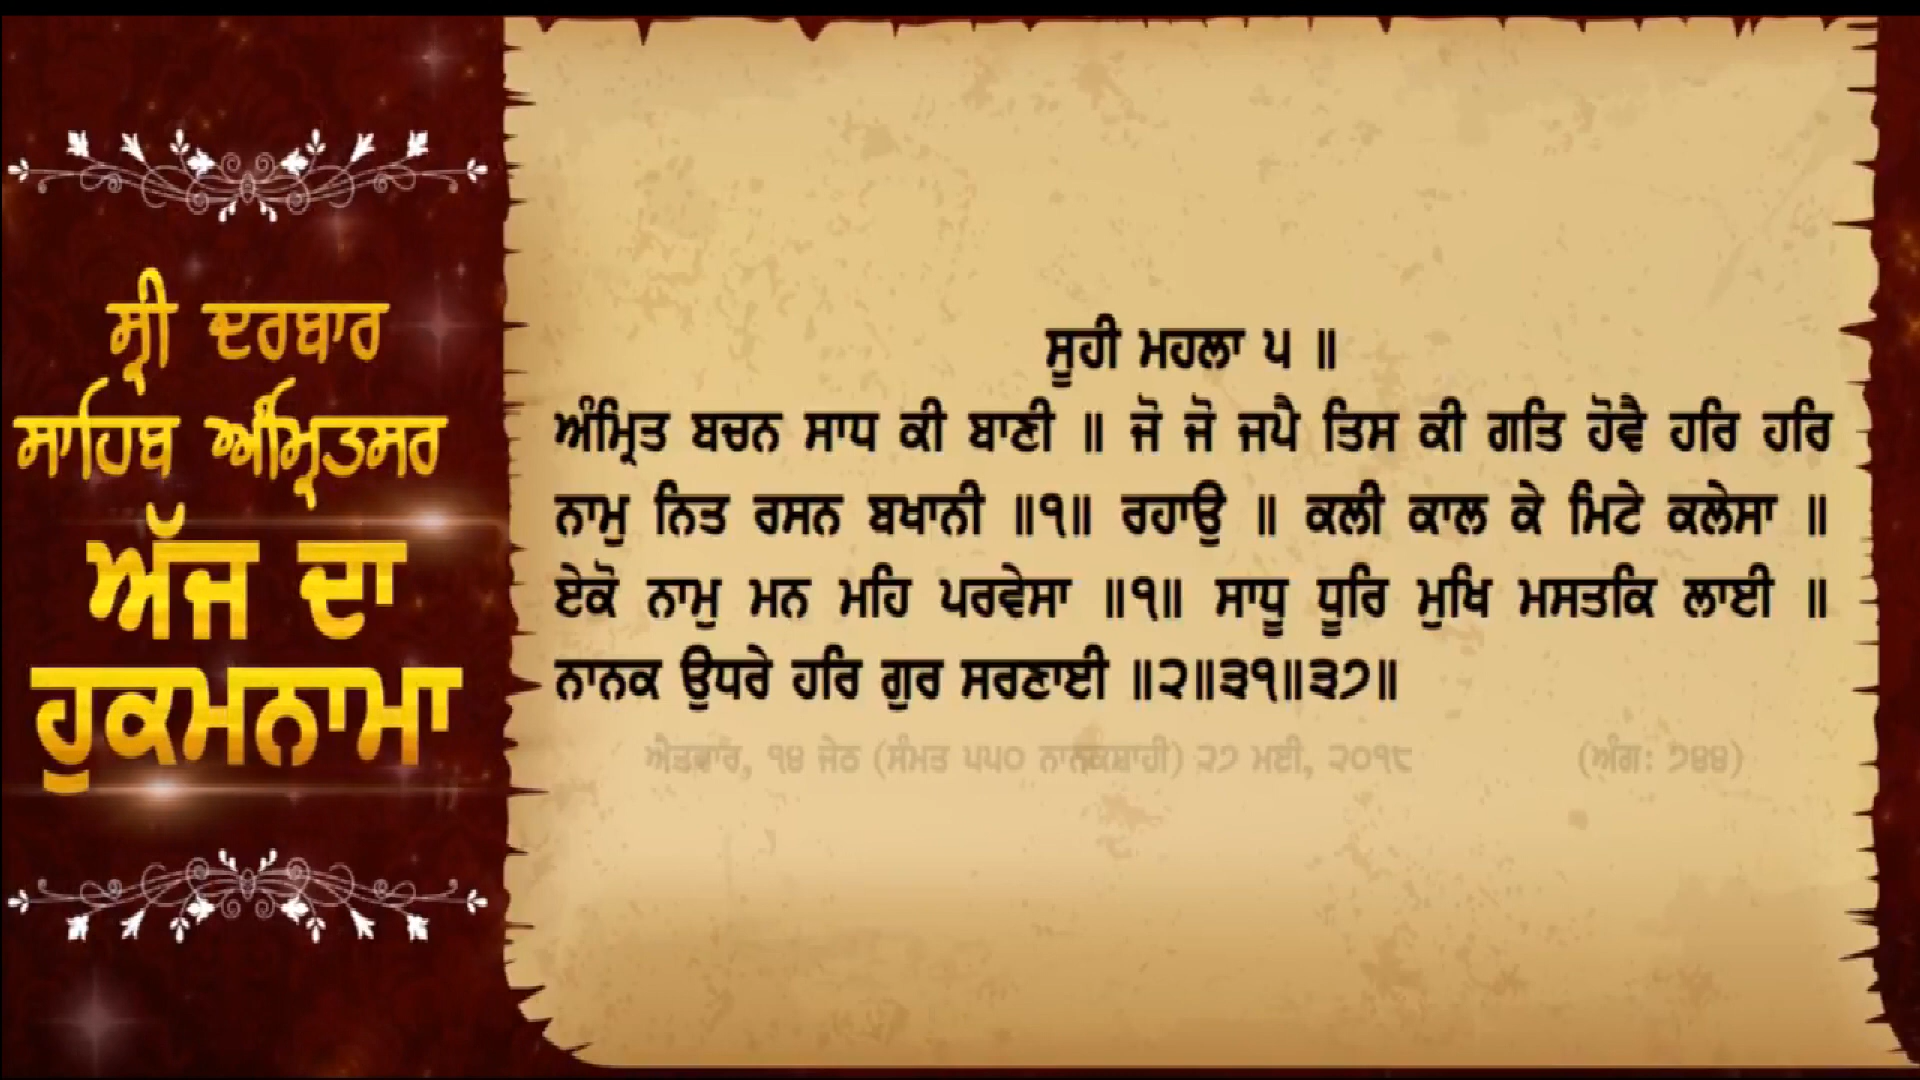 ਸ੍ਰੀ ਦਰਬਾਰ
ਸਾਹਿਬ ਅੰਮ੍ਰਿਤਸਰ
ਅੱਜ ਦਾ
ਹੁਕਮਨਾਮਾ
ਸੂਹੀ ਮਹਲਾ ੫ ॥
ਅੰਮ੍ਰਿਤ ਬਚਨ ਸਾਧ ਕੀ ਬਾਣੀ ॥ ਜੋ ਜੋ ਜਪੈ ਤਿਸ ਕੀ ਗਤਿ ਹੋਵੈ ਹਰਿ ਹਰਿ
ਨਾਮੁ ਨਿਤ ਰਸਨ ਬਖਾਨੀ ॥੧॥ ਰਹਾਉ ॥ ਕਲੀ ਕਾਲ ਕੇ ਮਿਟੇ ਕਲੇਸਾ ॥
ਏਕੋ ਨਾਮੁ ਮਨ ਮਹਿ ਪਰਵੇਸਾ ॥੧॥ ਸਾਧੂ ਧੂਰਿ ਮੁਖਿ ਮਸਤਕਿ ਲਾਈ ॥
ਨਾਨਕ ਉਧਰੇ ਹਰਿ ਗੁਰ ਸਰਣਾਈ ॥੨॥੩੧॥੩੭॥
ਐਤਵਾਰ, ੧੪ ਜੇਠ (ਸੰਮਤ ੫੫੦ ਨਾਨਕਸ਼ਾਹੀ) ੨੭ ਮਈ, ੨੦੧੮ (ਅੰਗ: ੭੪੪)